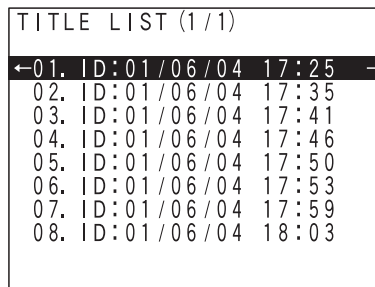 TITLE LIST (1/1)
←01. ID:01/06/04 17:25 →
02. ID:01/06/04 17:35
03. ID:01/06/04 17:41
04. ID:01/06/04 17:46
05. ID:01/06/04 17:50
06. ID:01/06/04 17:53
07. ID:01/06/04 17:59
08. ID:01/06/04 18:03